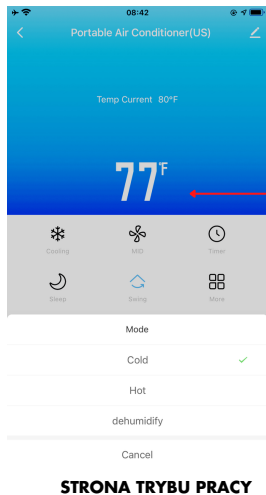 08:42
Portable Air Conditioner(US)
Temp Current 80°F
77°F
Cooling MID Timer
Sleep Swing More
Mode
Cold
Hot
dehumidify
Cancel
STRONA TRYBU PRACY